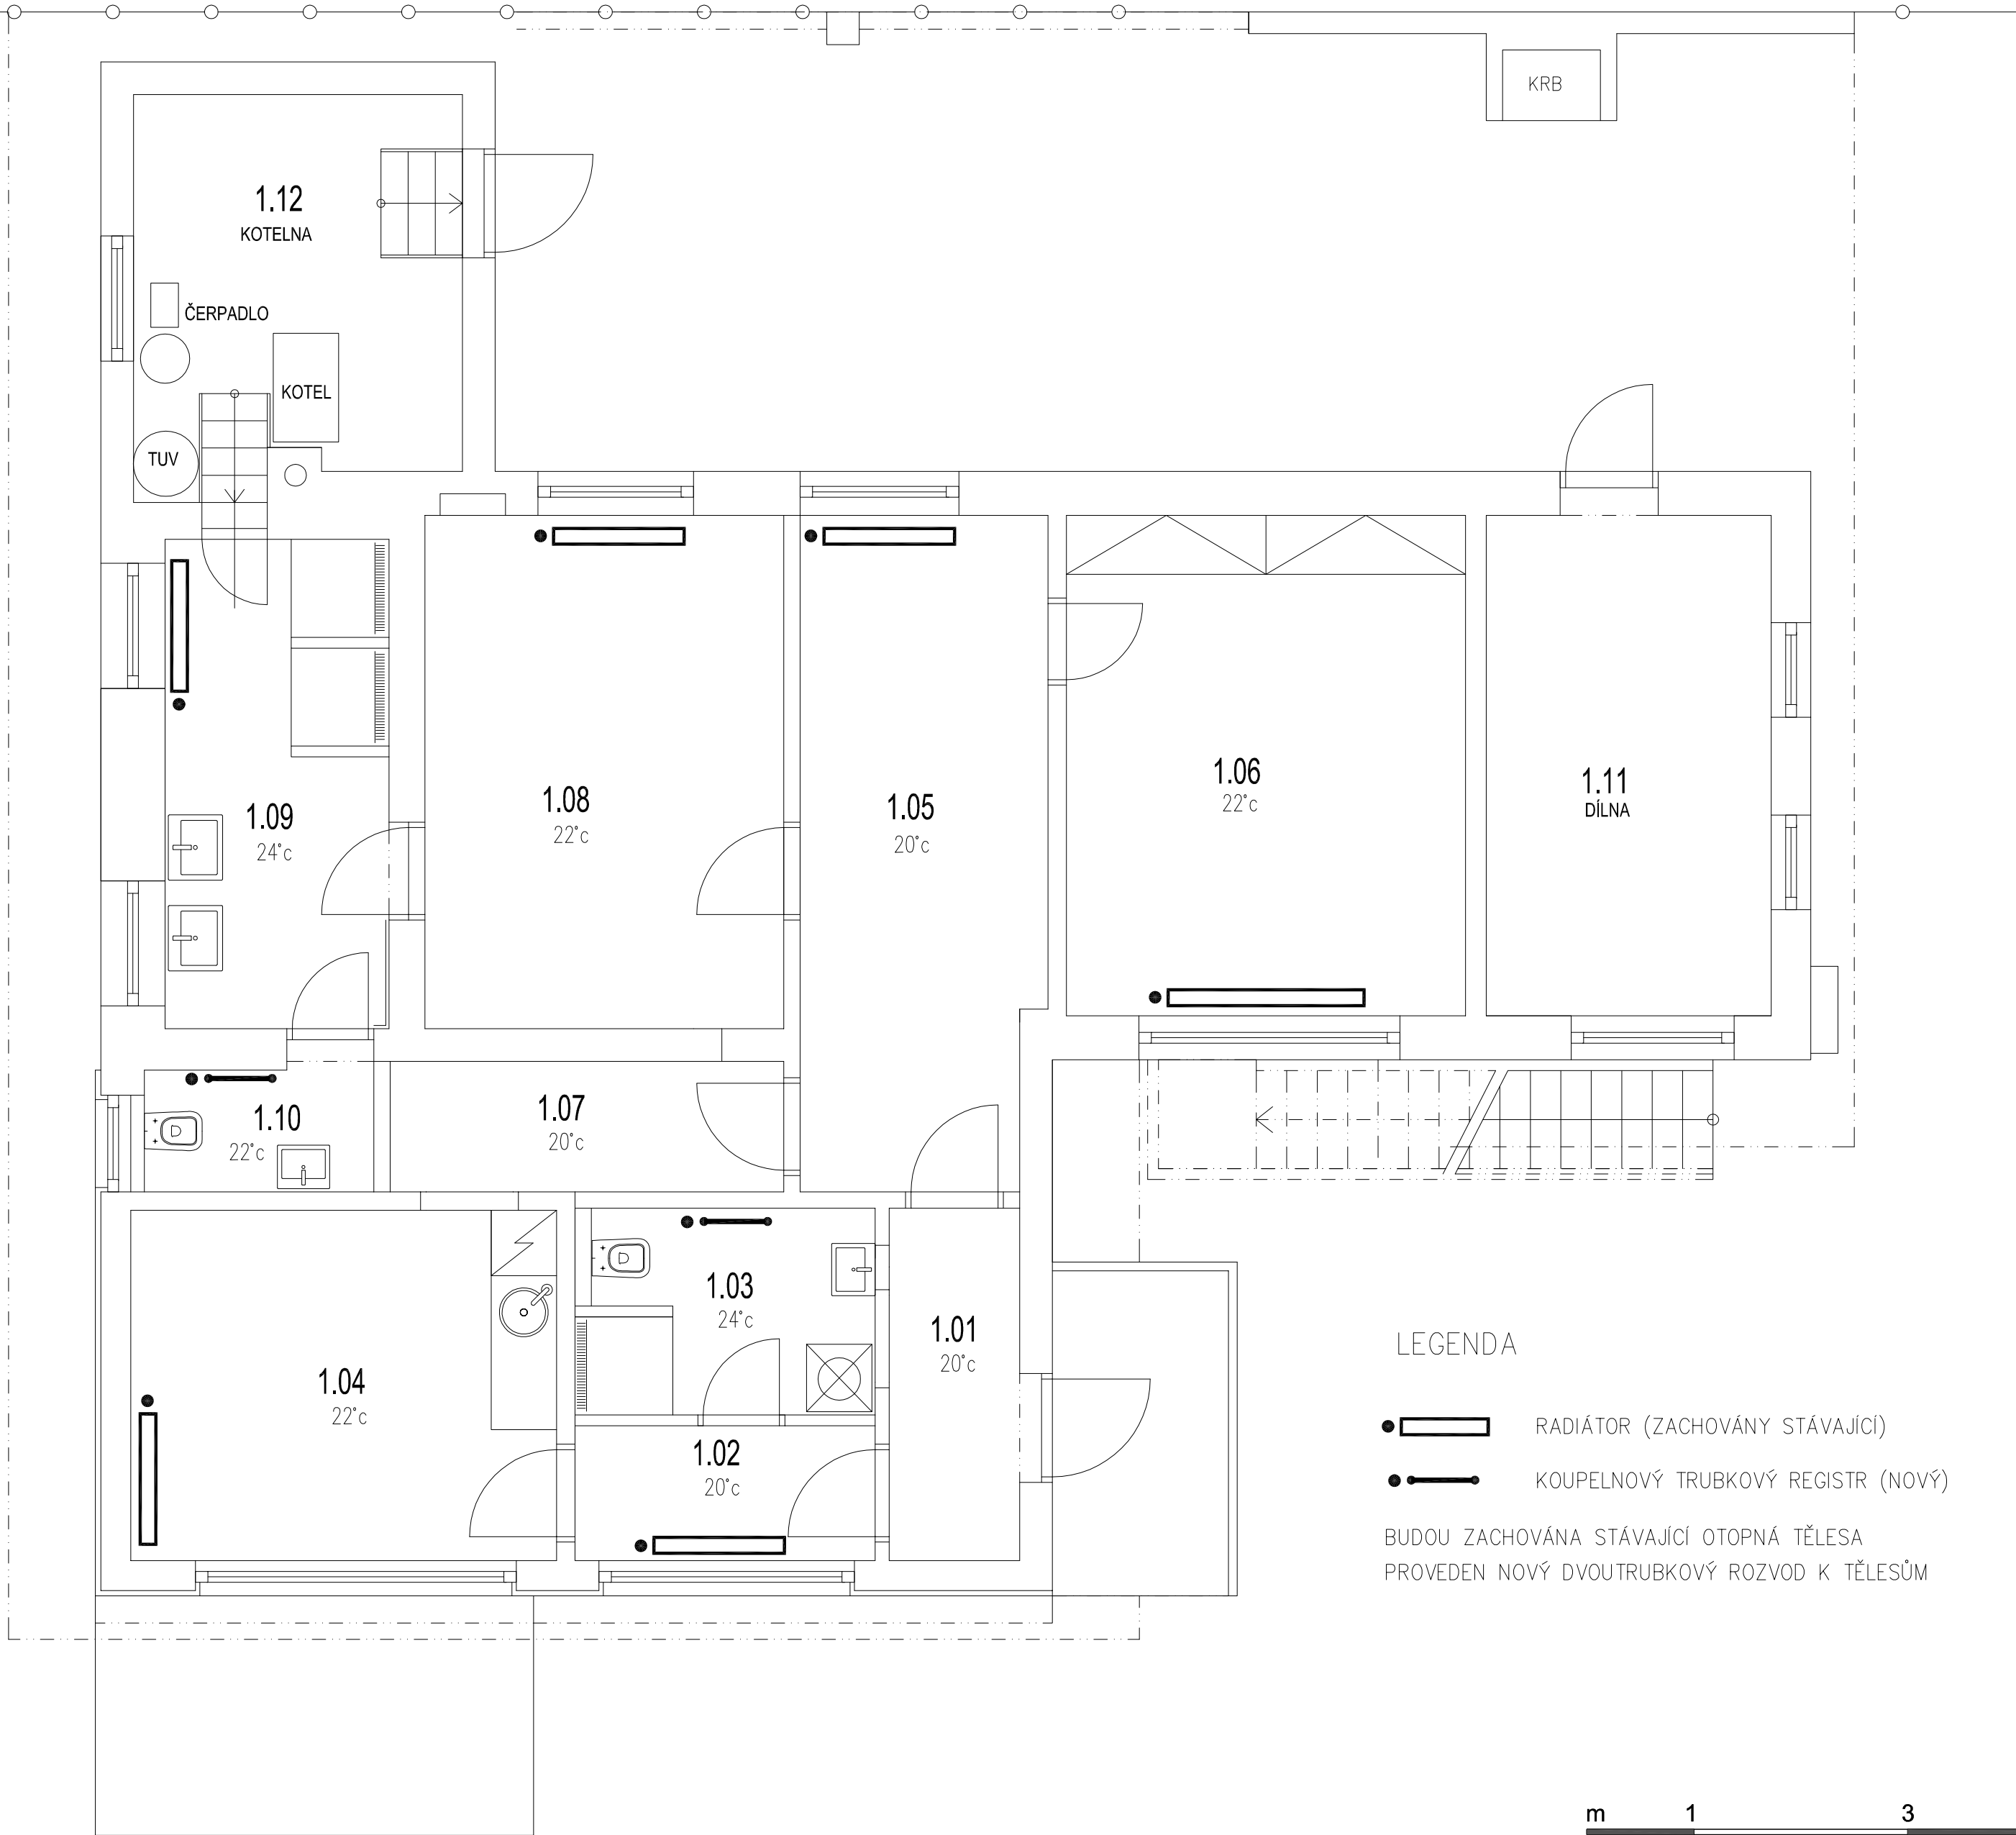 KRB
1.12
KOTELNA
ČERPADLO
KOTEL
TUV
1.09
24°c
1.08
22°c
1.05
20°c
1.06
22°c
1.11
DÍLNA
1.10
22°c
1.07
20°c
1.04
22°c
1.03
24°c
1.01
20°c
1.02
20°c
LEGENDA
RADIÁTOR (ZACHOVÁNY STÁVAJÍCÍ)
KOUPELNOVÝ TRUBKOVÝ REGISTR (NOVÝ)
BUDOU ZACHOVÁNA STÁVAJÍCÍ OTOPNÁ TĚLESA
PROVEDEN NOVÝ DVOUTRUBKOVÝ ROZVOD K TĚLESŮM
m 1 3